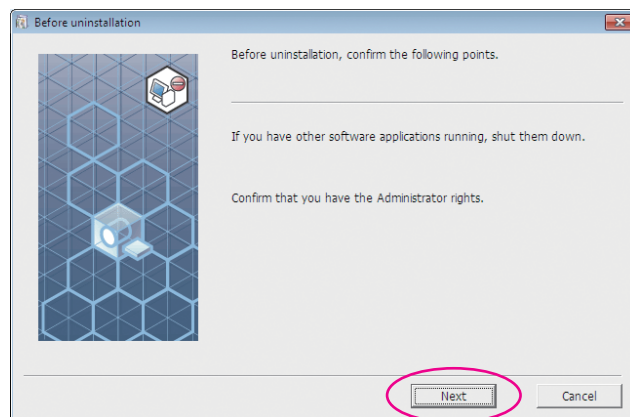 Before uninstallation
Before uninstallation, confirm the following points.
If you have other software applications running, shut them down.
Confirm that you have the Administrator rights.
Next
Cancel